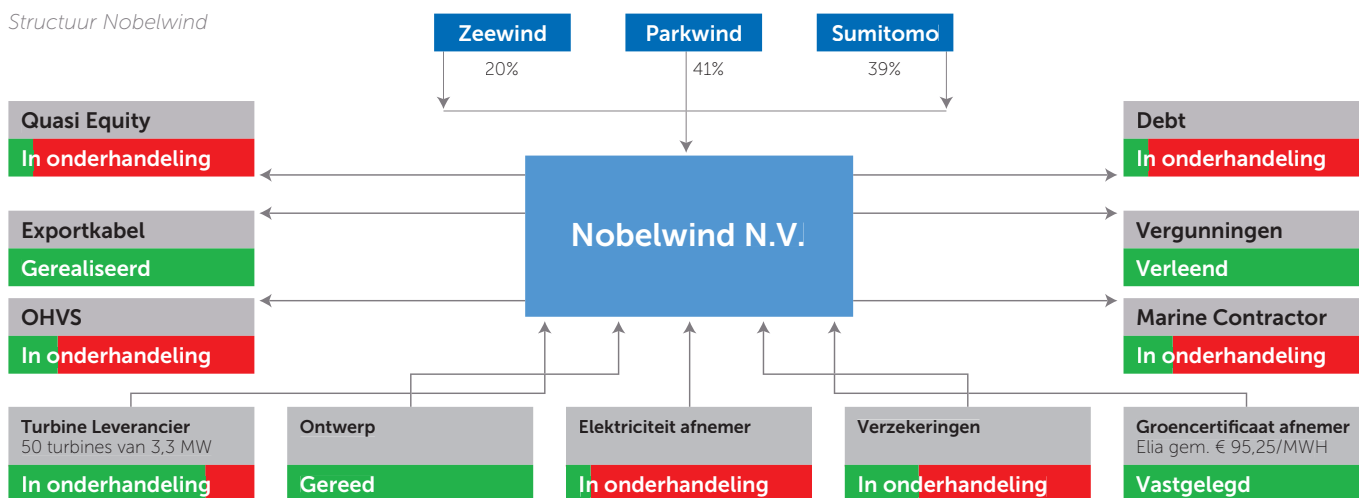 Structuur Nobelwind
Zeewind
Parkwind
Sumitomo
20%
41%
39%
Quasi Equity
In onderhandeling
Debt
In onderhandeling
Nobelwind N.V.
Exportkabel
Gerealiseerd
Vergunningen
Verleend
OHVS
In onderhandeling
Marine Contractor
In onderhandeling
Turbine Leverancier
50 turbines van 3,3 MW
In onderhandeling
Ontwerp
Gereed
Elektriciteit afnemer
In onderhandeling
Verzekeringen
In onderhandeling
Groencertificaat afnemer
Elia gem. € 95,25/MWH
Vastgelegd